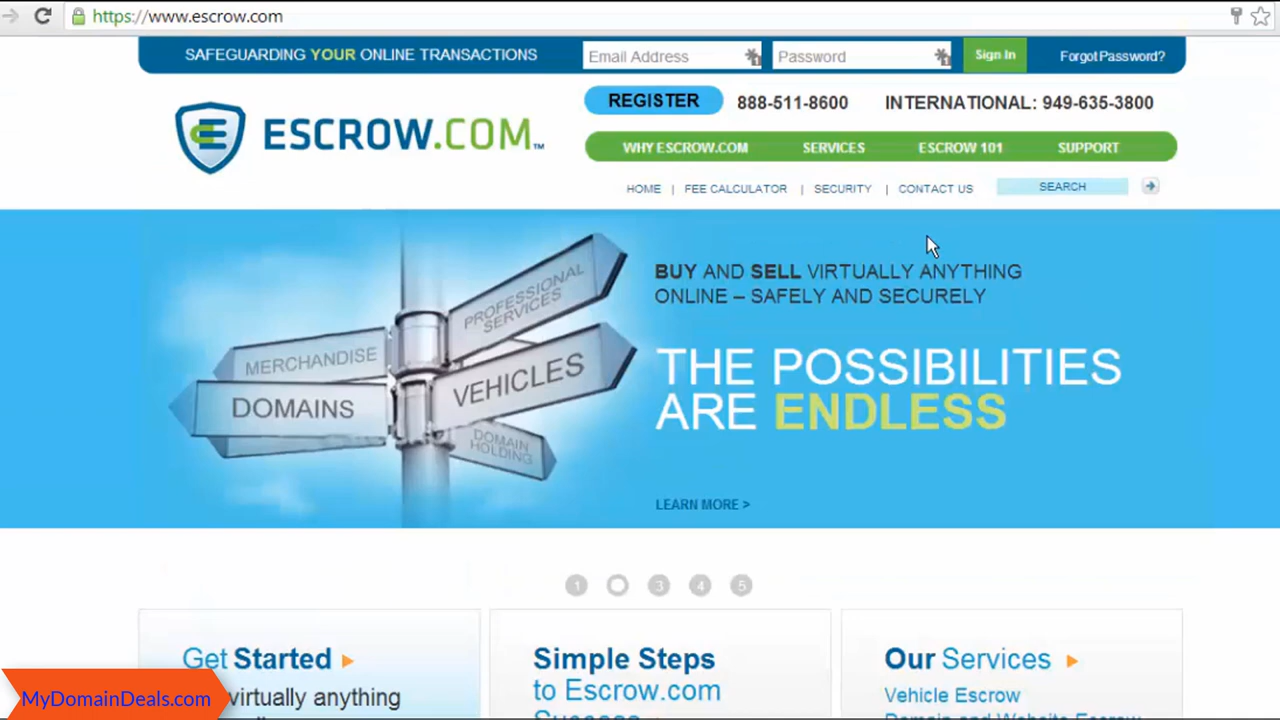 https://www.escrow.com
SAFEGUARDING YOUR ONLINE TRANSACTIONS
Email Address
Password
Sign In
Forgot Password?
ESCROW.COM™
REGISTER
888-511-8600
INTERNATIONAL: 949-635-3800
WHY ESCROW.COM
SERVICES
ESCROW 101
SUPPORT
HOME | FEE CALCULATOR | SECURITY | CONTACT US
SEARCH
PROFESSIONAL
SERVICES
MERCHANDISE
VEHICLES
DOMAINS
DOMAIN
HOLDING
BUY AND SELL VIRTUALLY ANYTHING
ONLINE – SAFELY AND SECURELY
THE POSSIBILITIES
ARE ENDLESS
LEARN MORE >
1 3 4 5
Get Started
virtually anything
Simple Steps
to Escrow.com
Our Services
Vehicle Escrow
MyDomainDeals.com